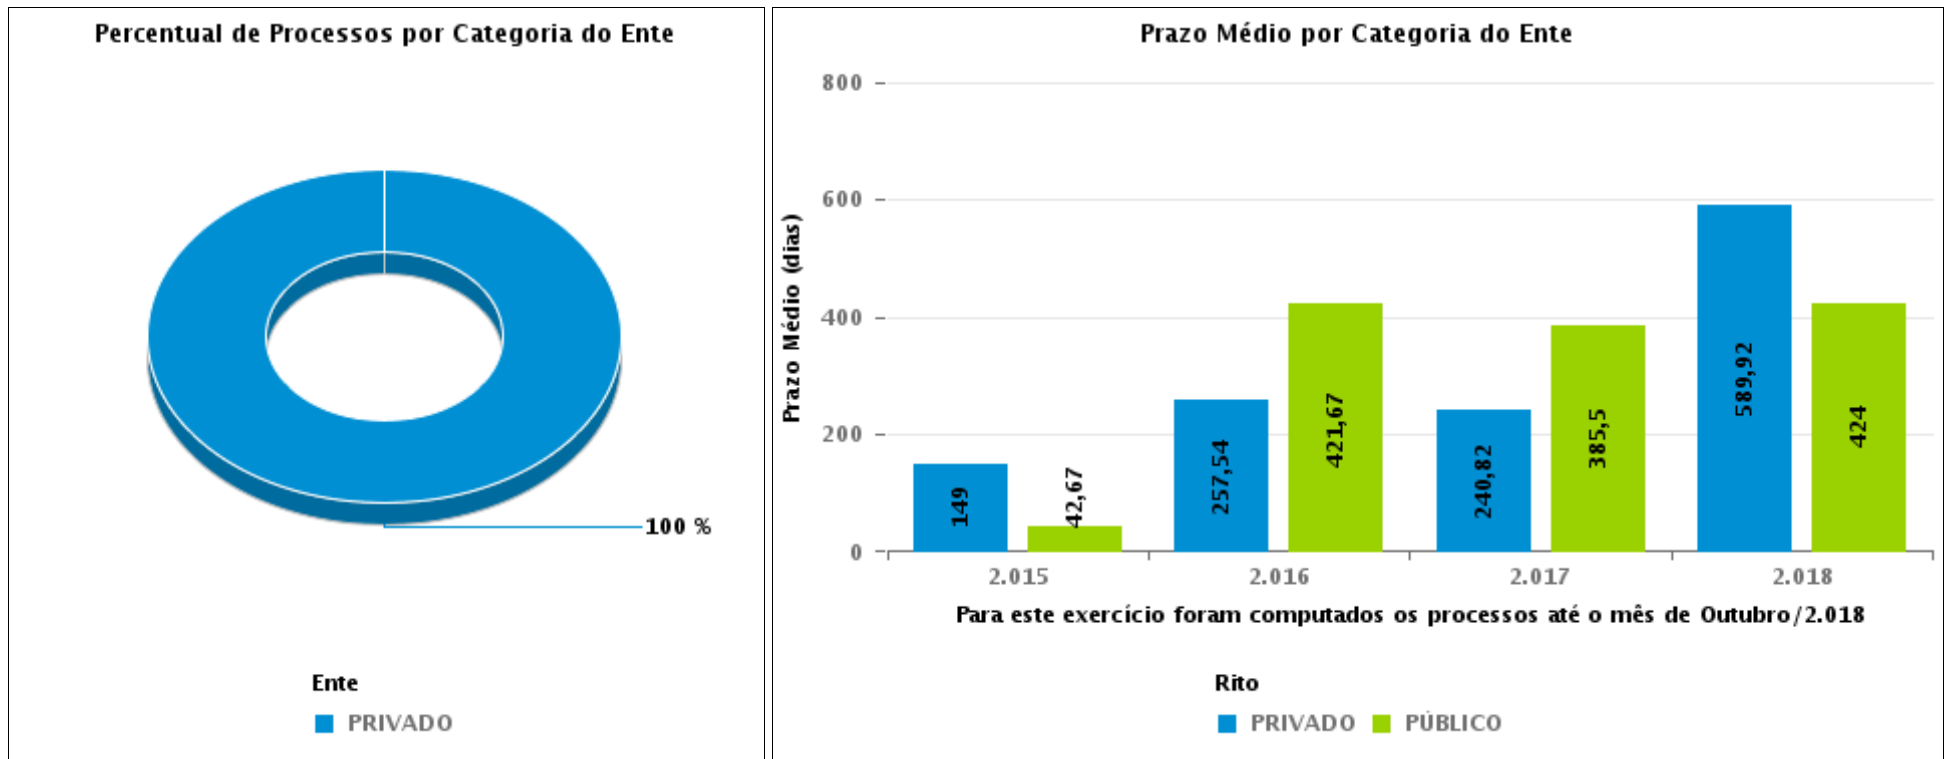 Percentual de Processos por Categoria do Ente
100 %
Ente
PRIVADO
Prazo Médio por Categoria do Ente
Prazo Médio (dias)
800
600
400
200
0
149
42,67
257,54
421,67
240,82
385,5
589,92
424
2.015 2.016 2.017 2.018
Para este exercício foram computados os processos até o mês de Outubro/2.018
Rito
PRIVADO PÚBLICO